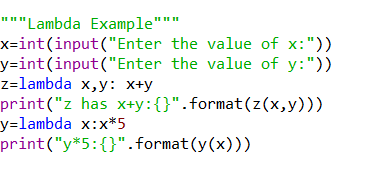 """Lambda Example"""
x=int(input("Enter the value of x:"))
y=int(input("Enter the value of y:"))
z=lambda x,y: x+y
print("z has x+y:{}".format(z(x,y)))
y=lambda x:x*5
print("y*5:{}".format(y(x)))